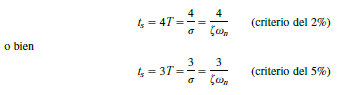 t_s = 4T = 4/σ = 4/(ζω_n) (criterio del 2%)
o bien
t_s = 3T = 3/σ = 3/(ζω_n) (criterio del 5%)